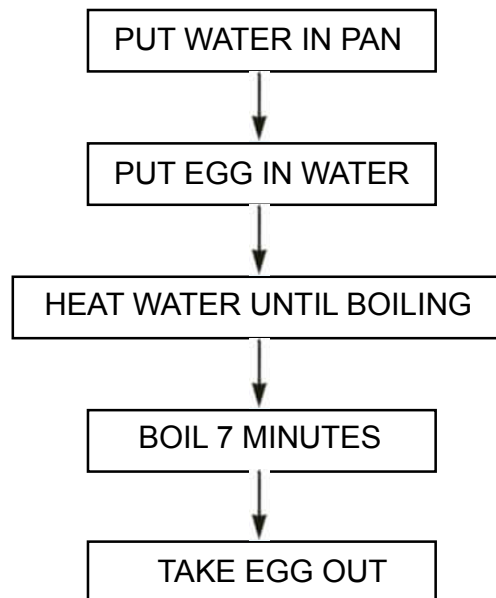 PUT WATER IN PAN
PUT EGG IN WATER
HEAT WATER UNTIL BOILING
BOIL 7 MINUTES
TAKE EGG OUT